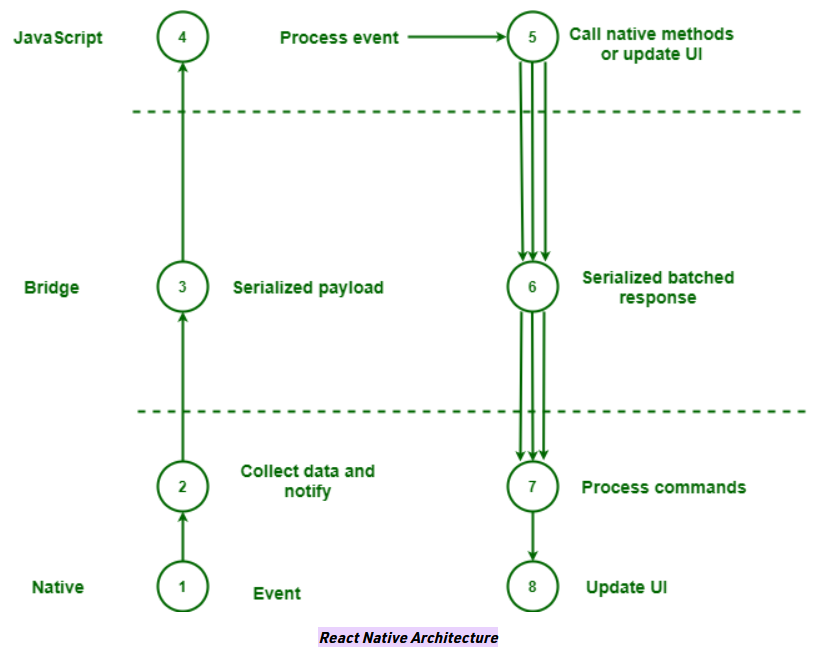 JavaScript
4
Process event
5
Call native methods
or update UI
Bridge
3
Serialized payload
6
Serialized batched
response
2
Collect data and
notify
7
Process commands
Native
1
Event
8
Update UI
React Native Architecture